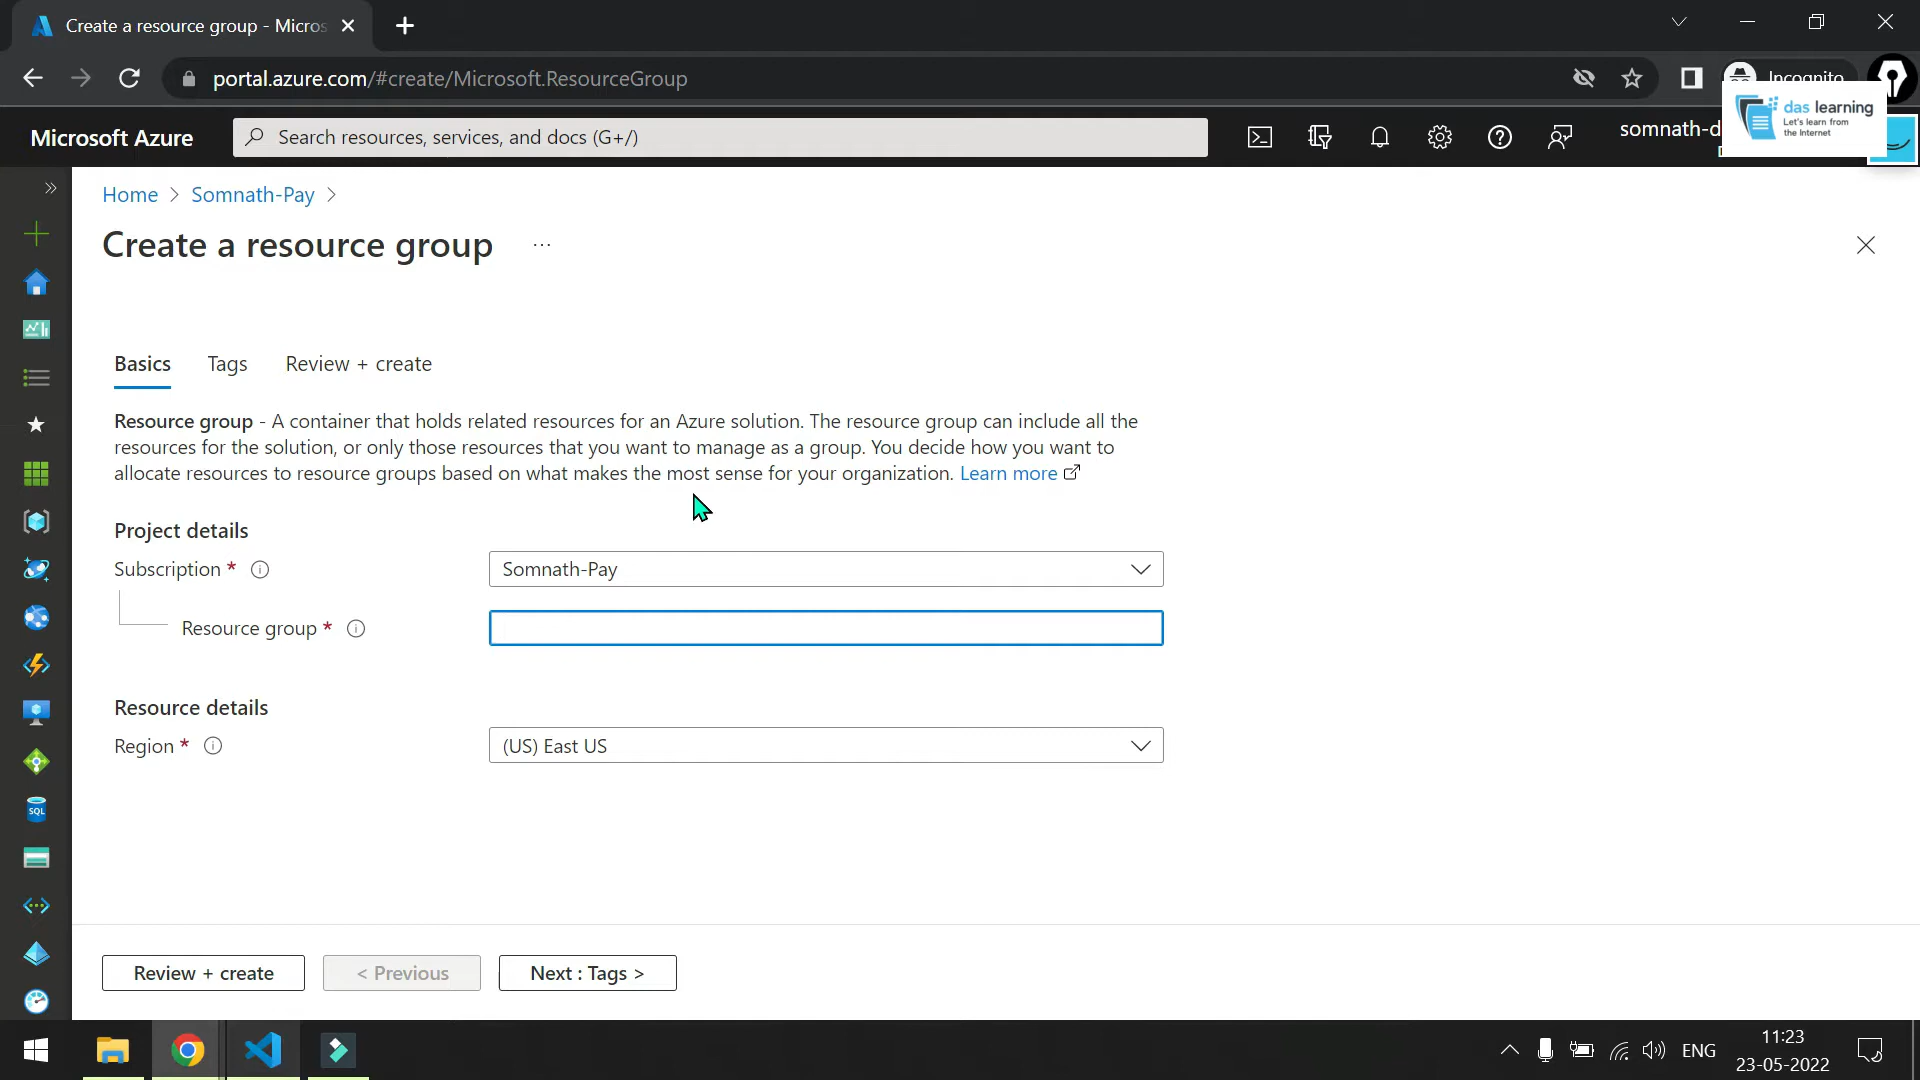 Create a resource group - Micros
portal.azure.com/#create/Microsoft.ResourceGroup
Incognito
das learning
Let's learn from
the Internet
Microsoft Azure
Search resources, services, and docs (G+/)
somnath-d
Home > Somnath-Pay >
Create a resource group ...
Basics Tags Review + create
Resource group - A container that holds related resources for an Azure solution. The resource group can include all the
resources for the solution, or only those resources that you want to manage as a group. You decide how you want to
allocate resources to resource groups based on what makes the most sense for your organization. Learn more
Project details
Subscription * Somnath-Pay
Resource group *
Resource details
Region * (US) East US
SQL
Review + create < Previous Next : Tags >
ENG
11:23
23-05-2022